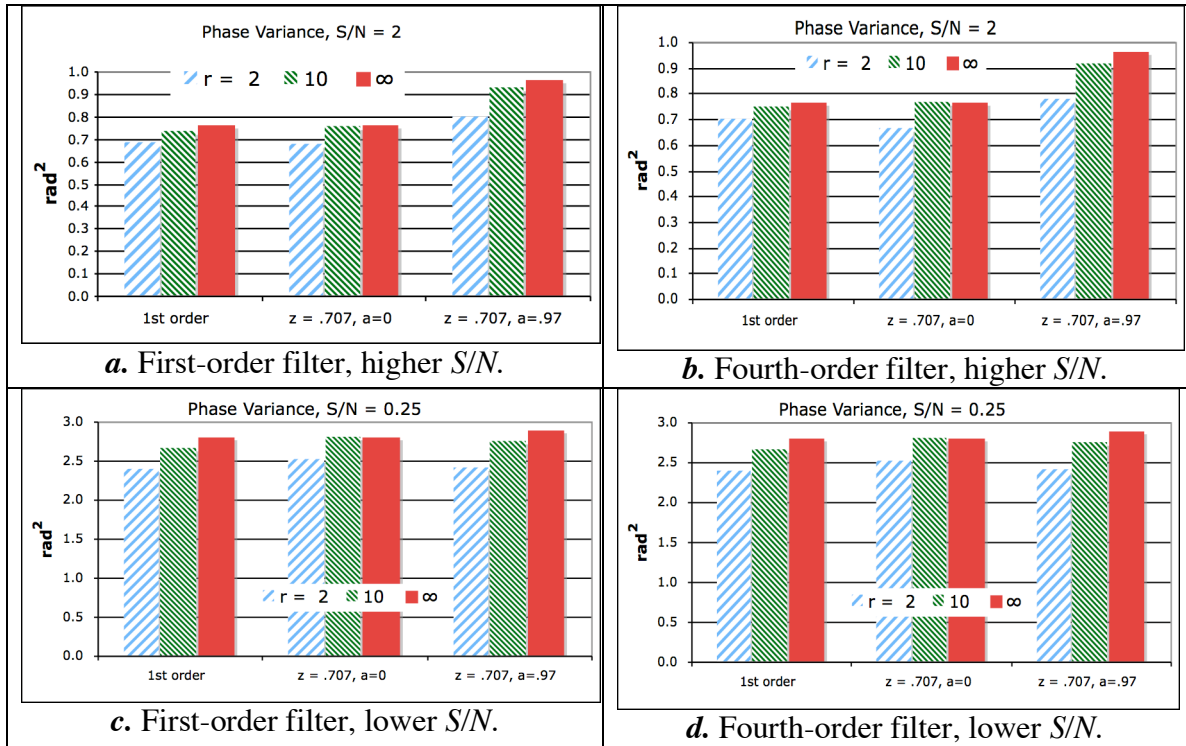 Phase Variance, S/N = 2
r = 2 10 ∞
1.0
0.9
0.8
0.7
0.6
0.5
0.4
0.3
0.2
0.1
0.0
rad²
1st order z = .707, a=0 z = .707, a=.97
a. First-order filter, higher S/N.
Phase Variance, S/N = 2
r = 2 10 ∞
1.0
0.9
0.8
0.7
0.6
0.5
0.4
0.3
0.2
0.1
0.0
rad²
1st order z = .707, a=0 z = .707, a=.97
b. Fourth-order filter, higher S/N.
Phase Variance, S/N = 0.25
3.0
2.5
2.0
1.5
1.0
0.5
0.0
rad²
r = 2 10 ∞
1st order z = .707, a=0 z = .707, a=.97
c. First-order filter, lower S/N.
Phase Variance, S/N = 0.25
3.0
2.5
2.0
1.5
1.0
0.5
0.0
rad²
r = 2 10 ∞
1st order z = .707, a=0 z = .707, a=.97
d. Fourth-order filter, lower S/N.